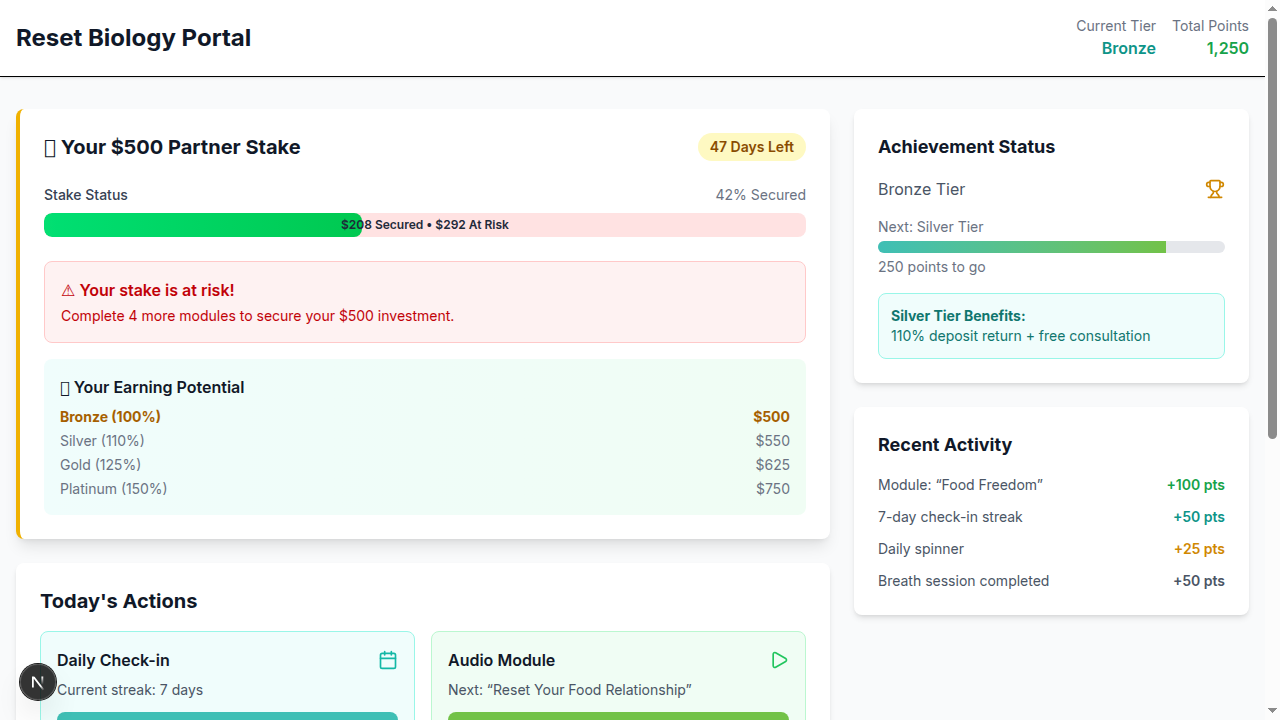 Reset Biology Portal
Current Tier
Bronze
Total Points
1,250
Your $500 Partner Stake
47 Days Left
Stake Status
42% Secured
$208 Secured • $292 At Risk
⚠ Your stake is at risk!
Complete 4 more modules to secure your $500 investment.
Your Earning Potential
Bronze (100%) $500
Silver (110%) $550
Gold (125%) $625
Platinum (150%) $750
Today's Actions
Daily Check-in
Current streak: 7 days
Audio Module
Next: “Reset Your Food Relationship”
N
Achievement Status
Bronze Tier
Next: Silver Tier
250 points to go
Silver Tier Benefits:
110% deposit return + free consultation
Recent Activity
Module: “Food Freedom” +100 pts
7-day check-in streak +50 pts
Daily spinner +25 pts
Breath session completed +50 pts